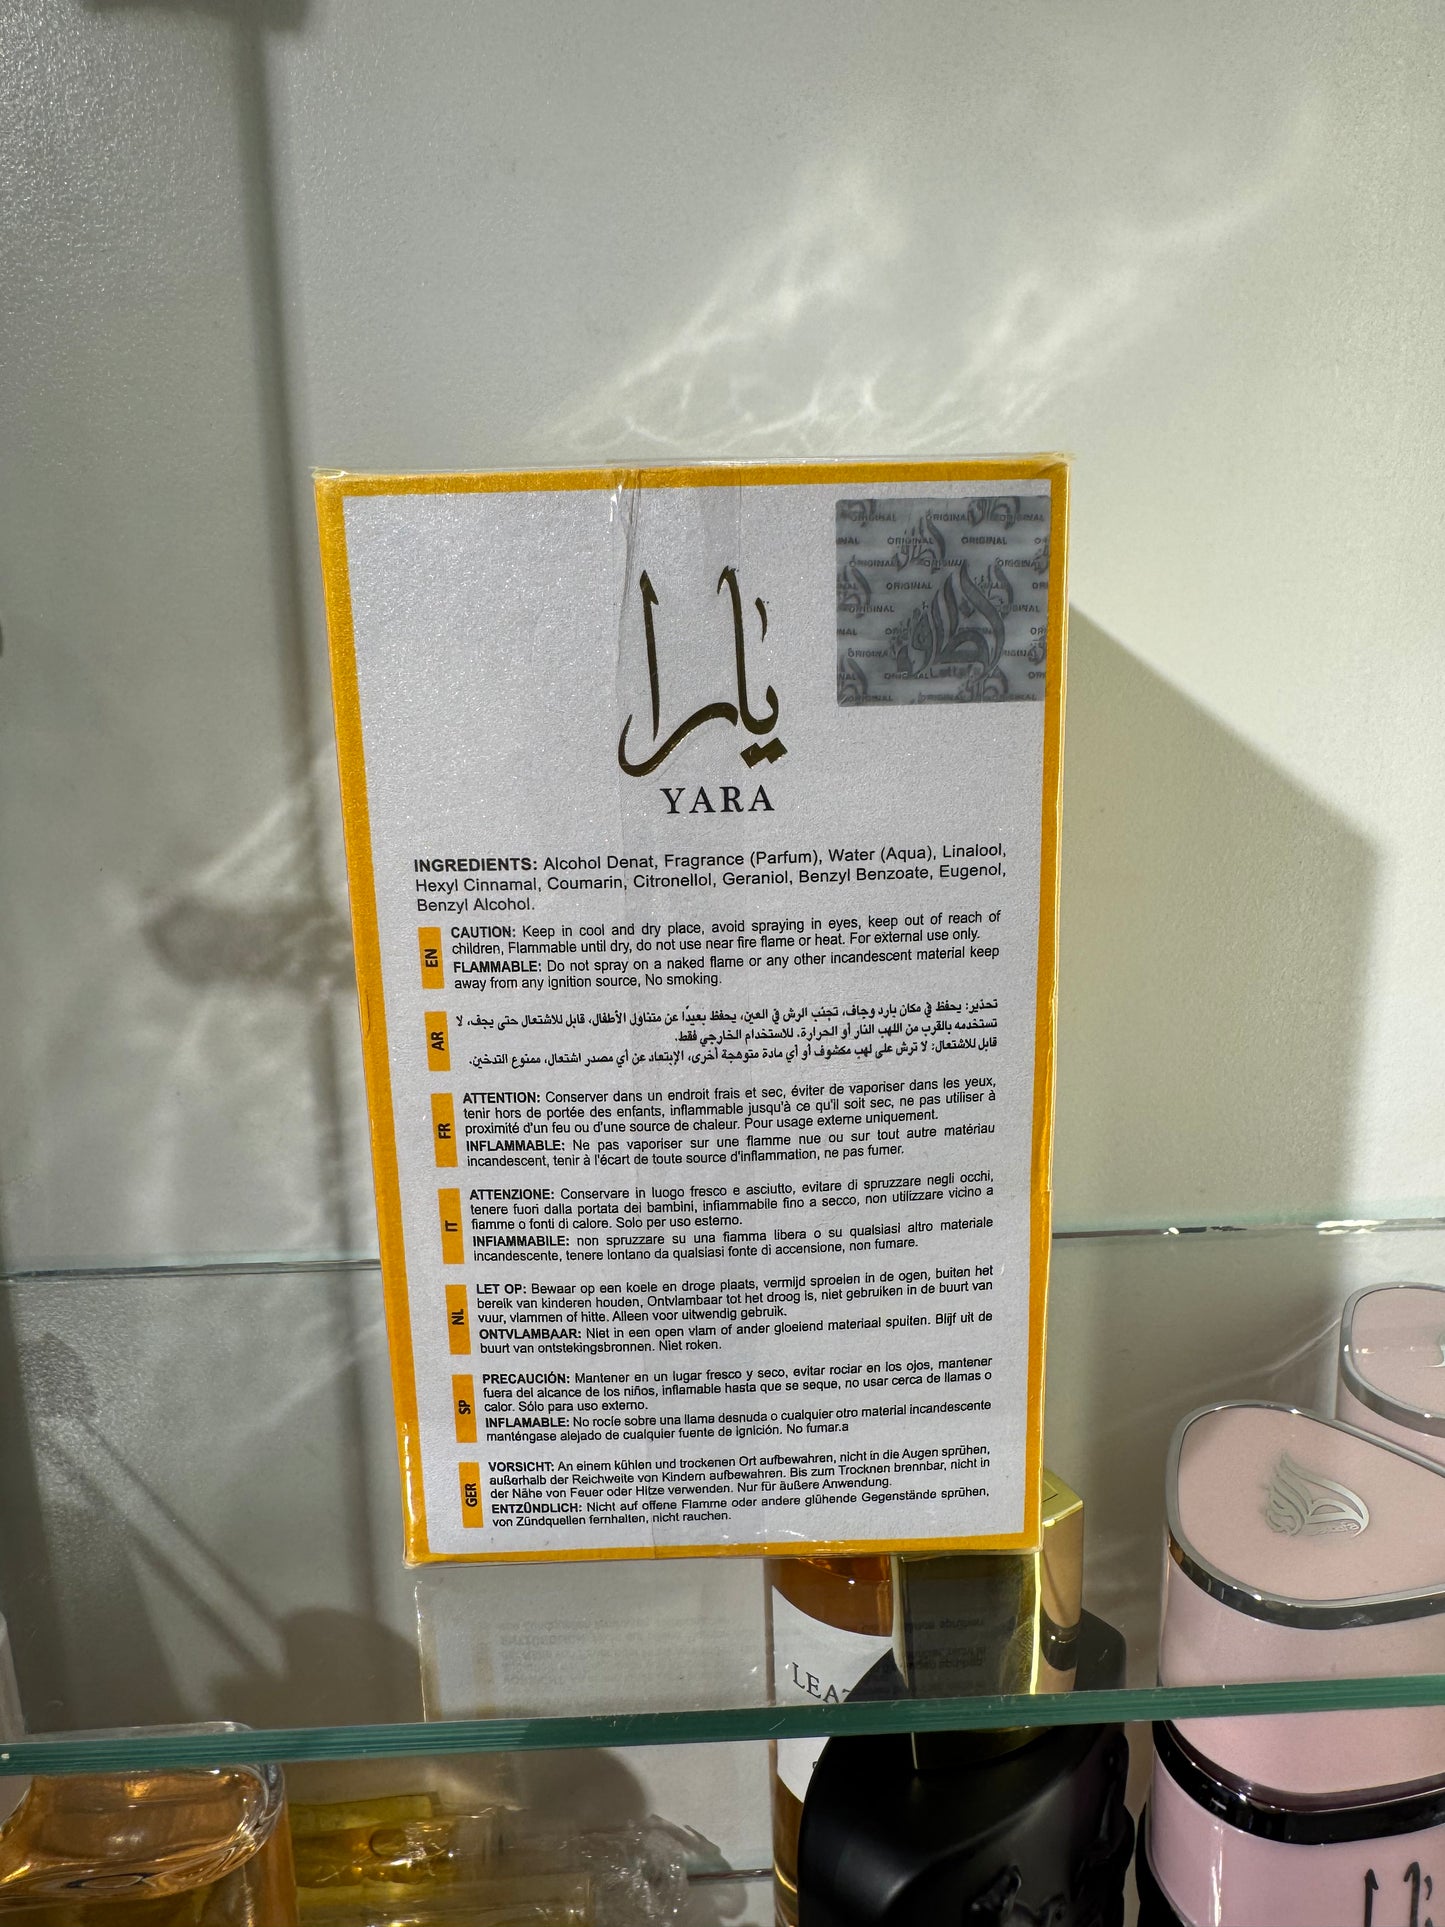 يارا
YARA
ORIGINAL
Lattafa
INGREDIENTS: Alcohol Denat, Fragrance (Parfum), Water (Aqua), Linalool,
Hexyl Cinnamal, Coumarin, Citronellol, Geraniol, Benzyl Benzoate, Eugenol,
Benzyl Alcohol.
EN
CAUTION: Keep in cool and dry place, avoid spraying in eyes, keep out of reach of
children, Flammable until dry, do not use near fire flame or heat. For external use only.
FLAMMABLE: Do not spray on a naked flame or any other incandescent material keep
away from any ignition source, No smoking.
AR
تحذير: يحفظ في مكان بارد وجاف، تجنب الرش في العين، يحفظ بعيدًا عن متناول الأطفال، قابل للاشتعال حتى يجف، لا
تستخدمه بالقرب من اللهب النار أو الحرارة. للاستخدام الخارجي فقط.
قابل للاشتعال: لا ترش على لهب مكشوف أو أي مادة متوهجة أخرى، الإبتعاد عن أي مصدر اشتعال، ممنوع التدخين.
FR
ATTENTION: Conserver dans un endroit frais et sec, éviter de vaporiser dans les yeux,
tenir hors de portée des enfants, inflammable jusqu'à ce qu'il soit sec, ne pas utiliser à
proximité d'un feu ou d'une source de chaleur. Pour usage externe uniquement.
INFLAMMABLE: Ne pas vaporiser sur une flamme nue ou sur tout autre matériau
incandescent, tenir à l'écart de toute source d'inflammation, ne pas fumer.
IT
ATTENZIONE: Conservare in luogo fresco e asciutto, evitare di spruzzare negli occhi,
tenere fuori dalla portata dei bambini, infiammabile fino a secco, non utilizzare vicino a
fiamme o fonti di calore. Solo per uso esterno.
INFIAMMABILE: non spruzzare su una fiamma libera o su qualsiasi altro materiale
incandescente, tenere lontano da qualsiasi fonte di accensione, non fumare.
NL
LET OP: Bewaar op een koele en droge plaats, vermijd sproeien in de ogen, buiten het
bereik van kinderen houden, Ontvlambaar tot het droog is, niet gebruiken in de buurt van
vuur, vlammen of hitte. Alleen voor uitwendig gebruik.
ONTVLAMBAAR: Niet in een open vlam of ander gloeiend materiaal spuiten. Blijf uit de
buurt van ontstekingsbronnen. Niet roken.
SP
PRECAUCIÓN: Mantener en un lugar fresco y seco, evitar rociar en los ojos, mantener
fuera del alcance de los niños, inflamable hasta que se seque, no usar cerca de llamas o
calor. Sólo para uso externo.
INFLAMABLE: No rocíe sobre una llama desnuda o cualquier otro material incandescente
manténgase alejado de cualquier fuente de ignición. No fumar.a
GER
VORSICHT: An einem kühlen und trockenen Ort aufbewahren, nicht in die Augen sprühen,
außerhalb der Reichweite von Kindern aufbewahren. Bis zum Trocknen brennbar, nicht in
der Nähe von Feuer oder Hitze verwenden. Nur für äußere Anwendung.
ENTZÜNDLICH: Nicht auf offene Flamme oder andere glühende Gegenstände sprühen,
von Zündquellen fernhalten, nicht rauchen.